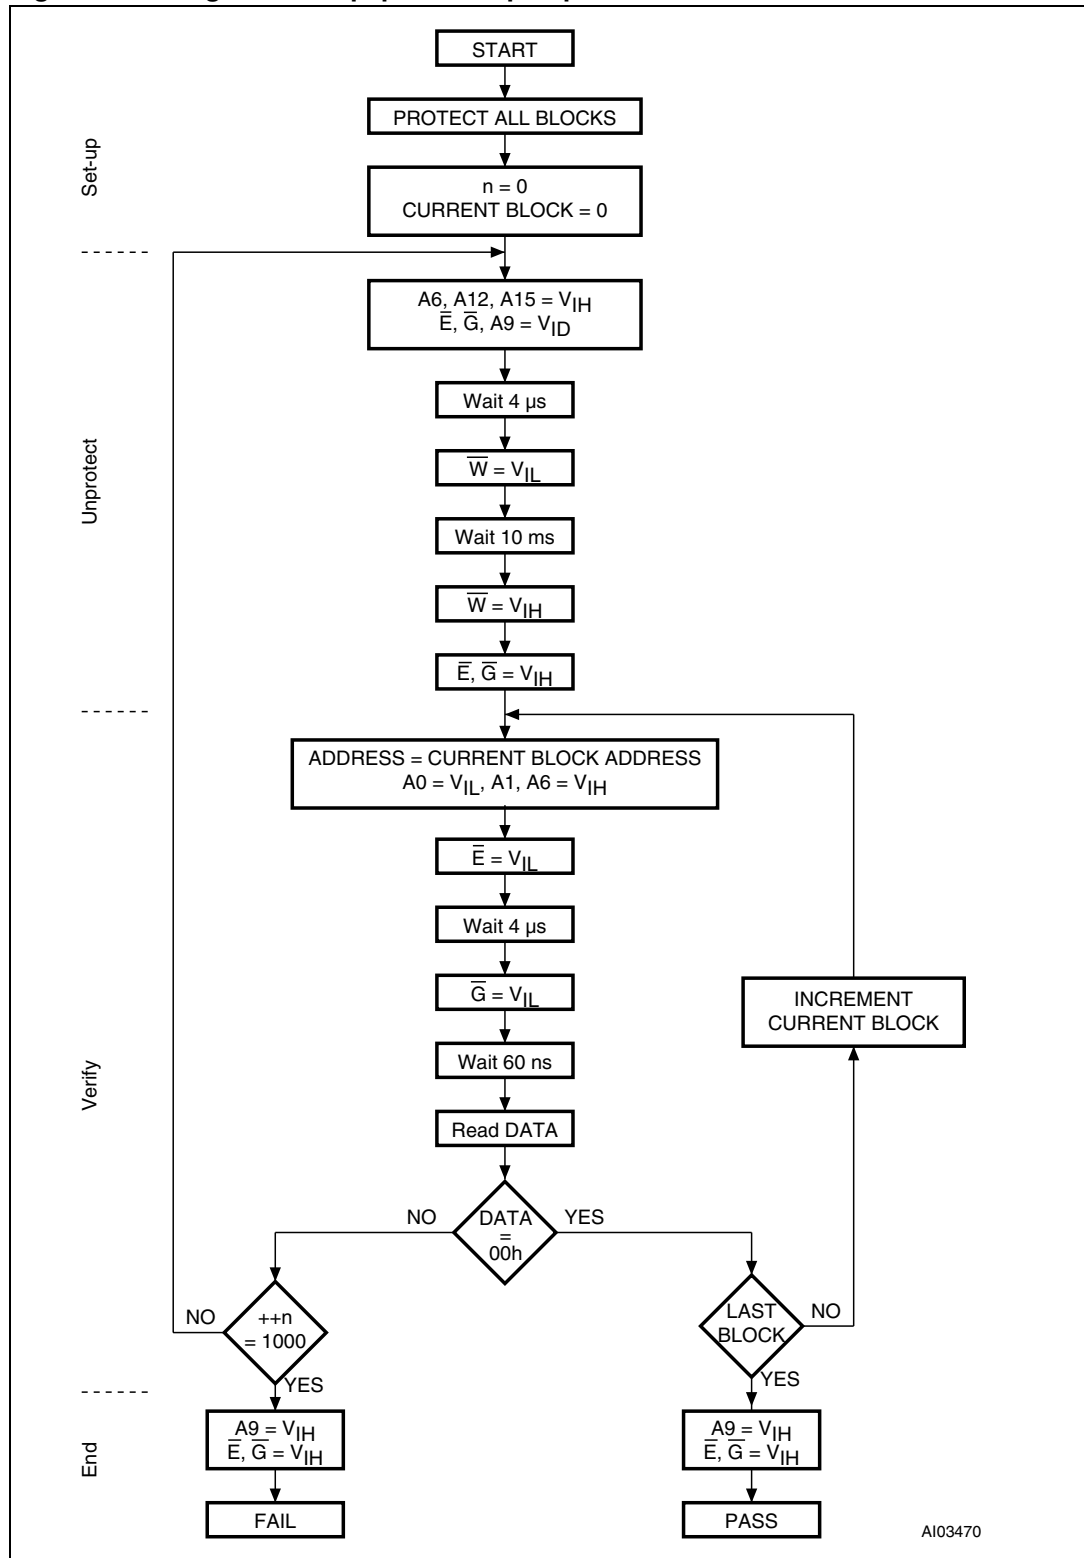 START
PROTECT ALL BLOCKS
Set-up
n = 0
CURRENT BLOCK = 0
A6, A12, A15 = VIH
E̅, G̅, A9 = VID
Wait 4 µs
Unprotect
W̅ = VIL
Wait 10 ms
W̅ = VIH
E̅, G̅ = VIH
ADDRESS = CURRENT BLOCK ADDRESS
A0 = VIL, A1, A6 = VIH
E̅ = VIL
Wait 4 µs
G̅ = VIL
INCREMENT
CURRENT BLOCK
Wait 60 ns
Verify
Read DATA
NO
DATA
=
00h
YES
NO
++n
= 1000
YES
LAST
BLOCK
NO
YES
End
A9 = VIH
E̅, G̅ = VIH
A9 = VIH
E̅, G̅ = VIH
FAIL
PASS
AI03470